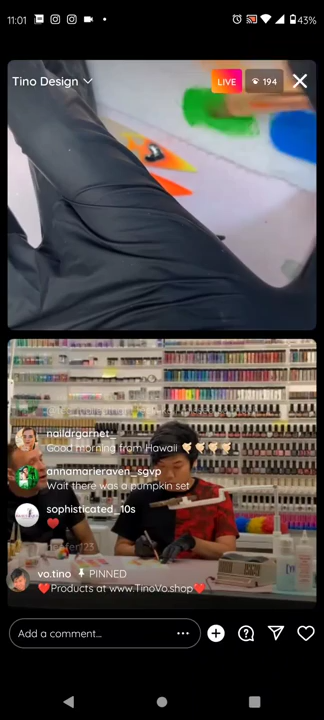 11:01
43%
Tino Design
LIVE
194
naildrgarnet_
Good morning from Hawaii
annamarieraven_sgvp
Wait there was a pumpkin set
sophisticated_10s
❤️
vo.tino PINNED
❤️Products at www.TinoVo.shop❤️
Add a comment...